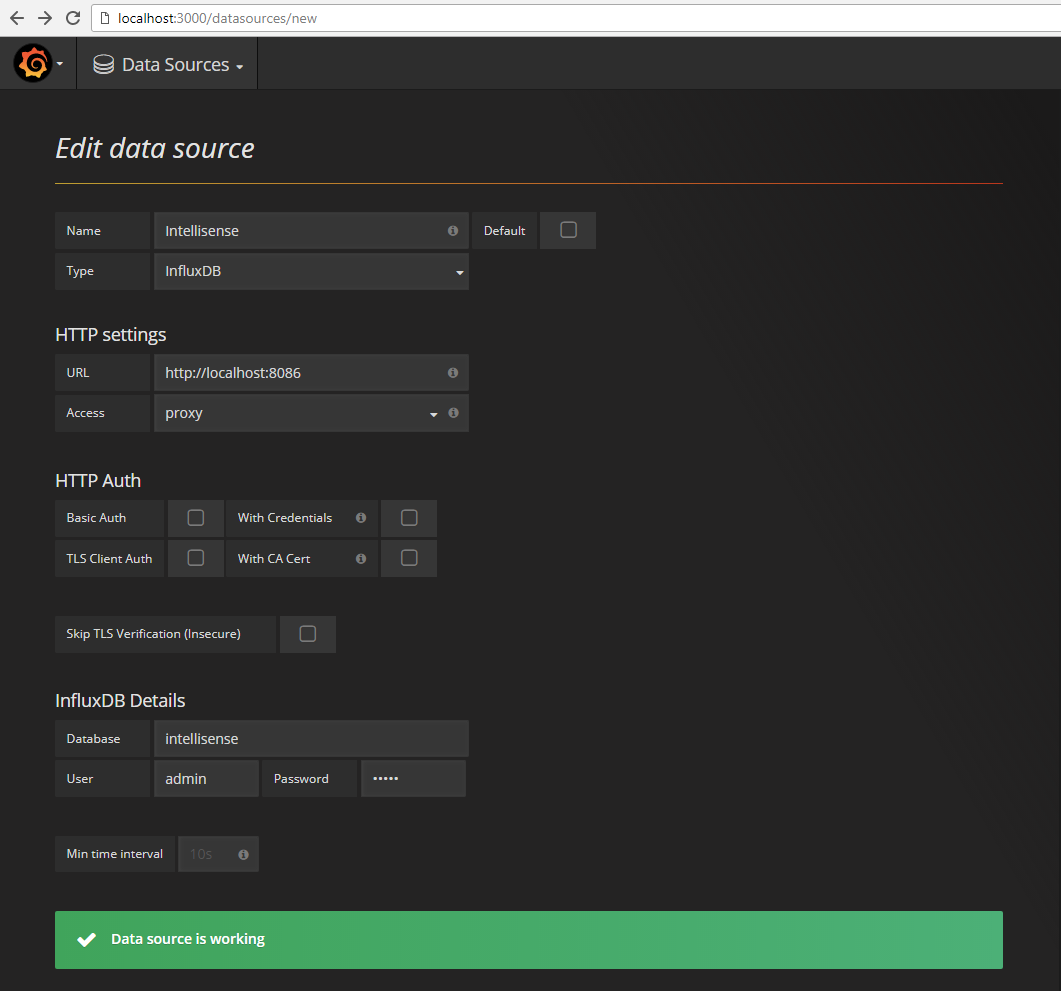 localhost:3000/datasources/new
Data Sources
Edit data source
Name Intellisense Default
Type InfluxDB
HTTP settings
URL http://localhost:8086
Access proxy
HTTP Auth
Basic Auth With Credentials
TLS Client Auth With CA Cert
Skip TLS Verification (Insecure)
InfluxDB Details
Database intellisense
User admin Password •••••
Min time interval 10s
Data source is working